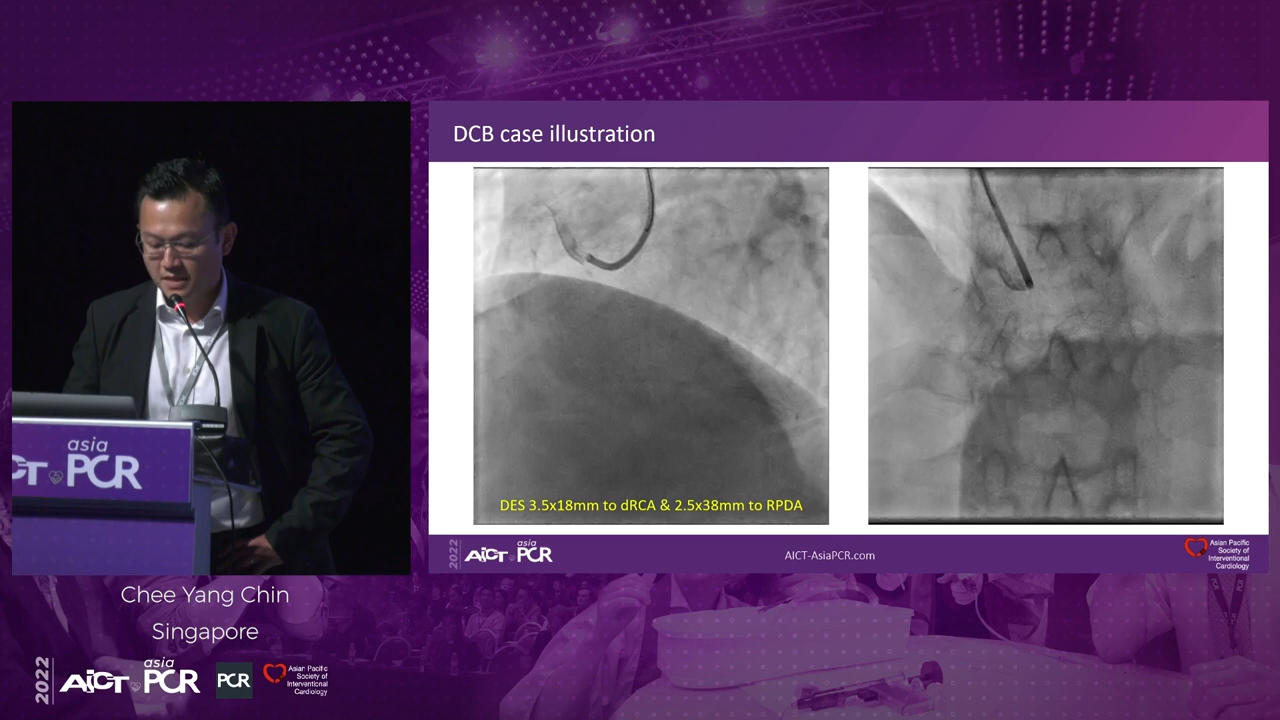 DCB case illustration
DES 3.5x18mm to dRCA & 2.5x38mm to RPDA
2022 AICT asia PCR
AICT-AsiaPCR.com
Asian Pacific
Society of
Interventional
Cardiology
asia
CT PCR
Chee Yang Chin
Singapore
2022 AICT asia PCR
PCR
Asian Pacific
Society of
Interventional
Cardiology